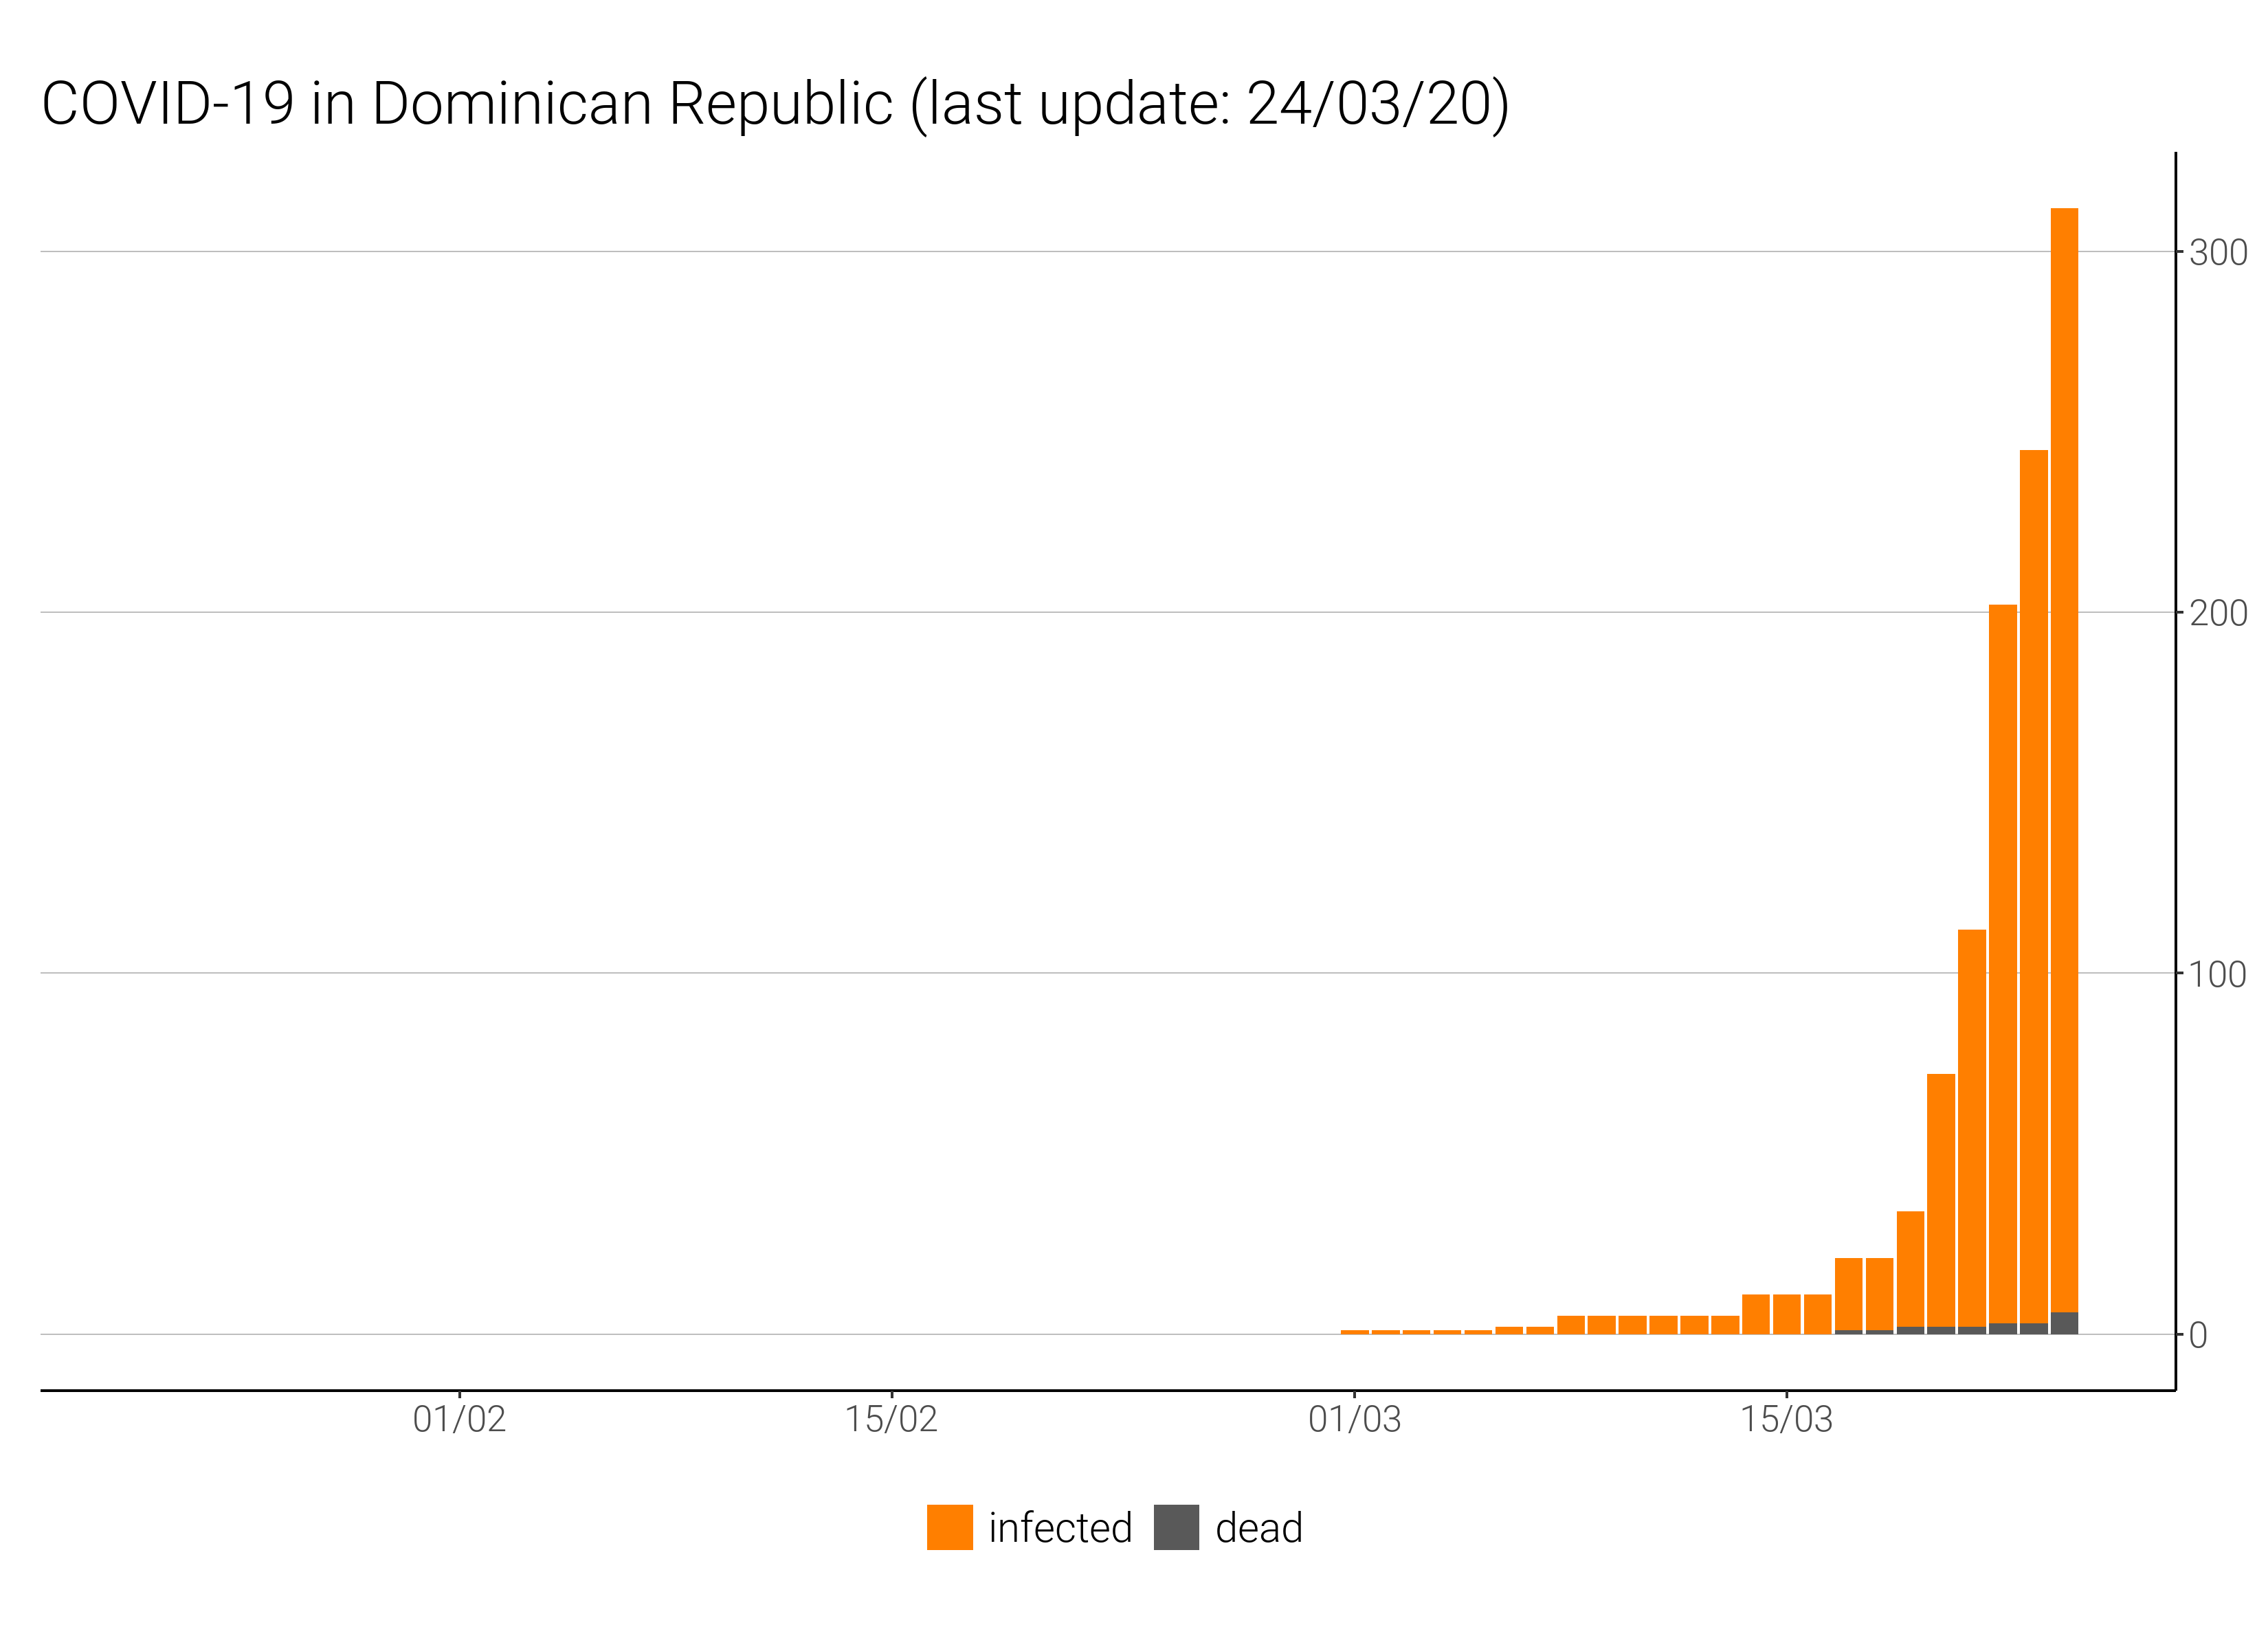 COVID-19 in Dominican Republic (last update: 24/03/20)
300
200
100
0
01/02 15/02 01/03 15/03
infected dead